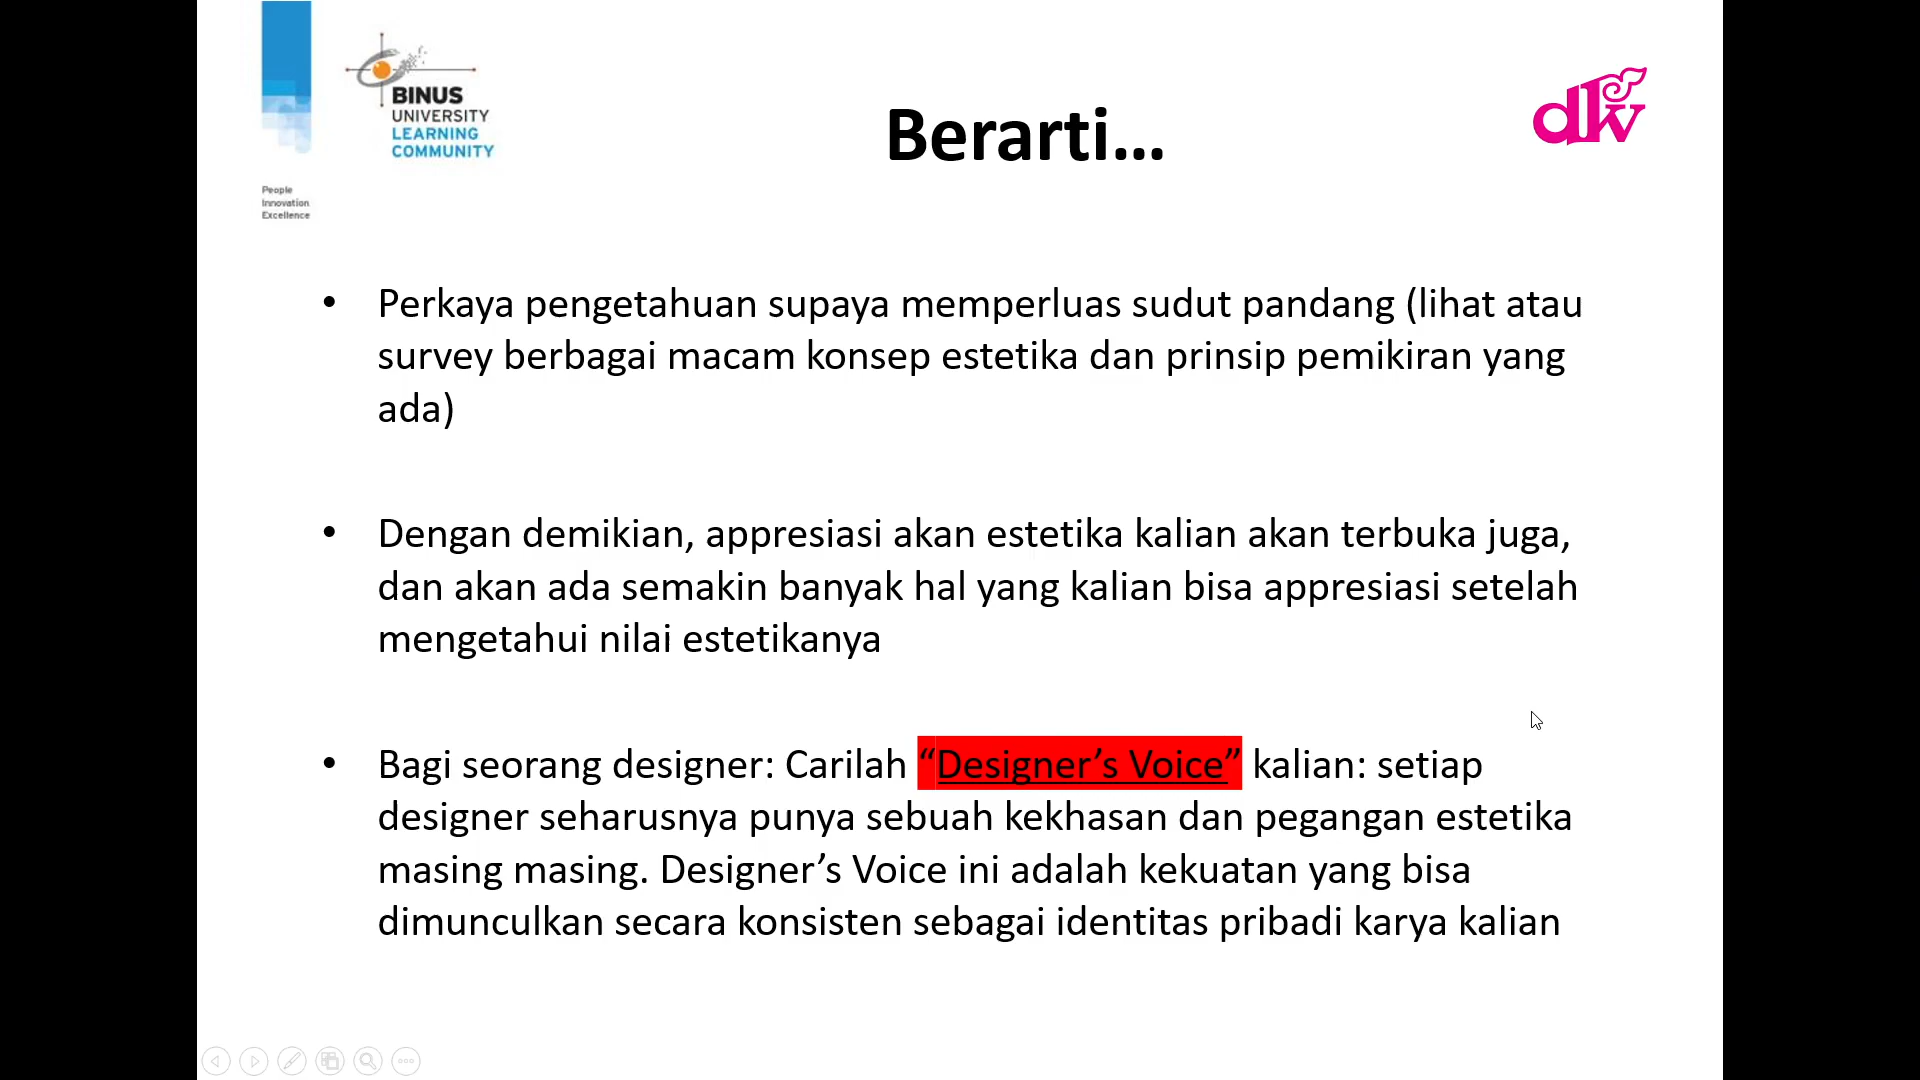 BINUS
UNIVERSITY
LEARNING
COMMUNITY
People
Innovation
Excellence
dkv
Berarti...
• Perkaya pengetahuan supaya memperluas sudut pandang (lihat atau
survey berbagai macam konsep estetika dan prinsip pemikiran yang
ada)
• Dengan demikian, appresiasi akan estetika kalian akan terbuka juga,
dan akan ada semakin banyak hal yang kalian bisa appresiasi setelah
mengetahui nilai estetikanya
• Bagi seorang designer: Carilah “Designer’s Voice” kalian: setiap
designer seharusnya punya sebuah kekhasan dan pegangan estetika
masing masing. Designer’s Voice ini adalah kekuatan yang bisa
dimunculkan secara konsisten sebagai identitas pribadi karya kalian